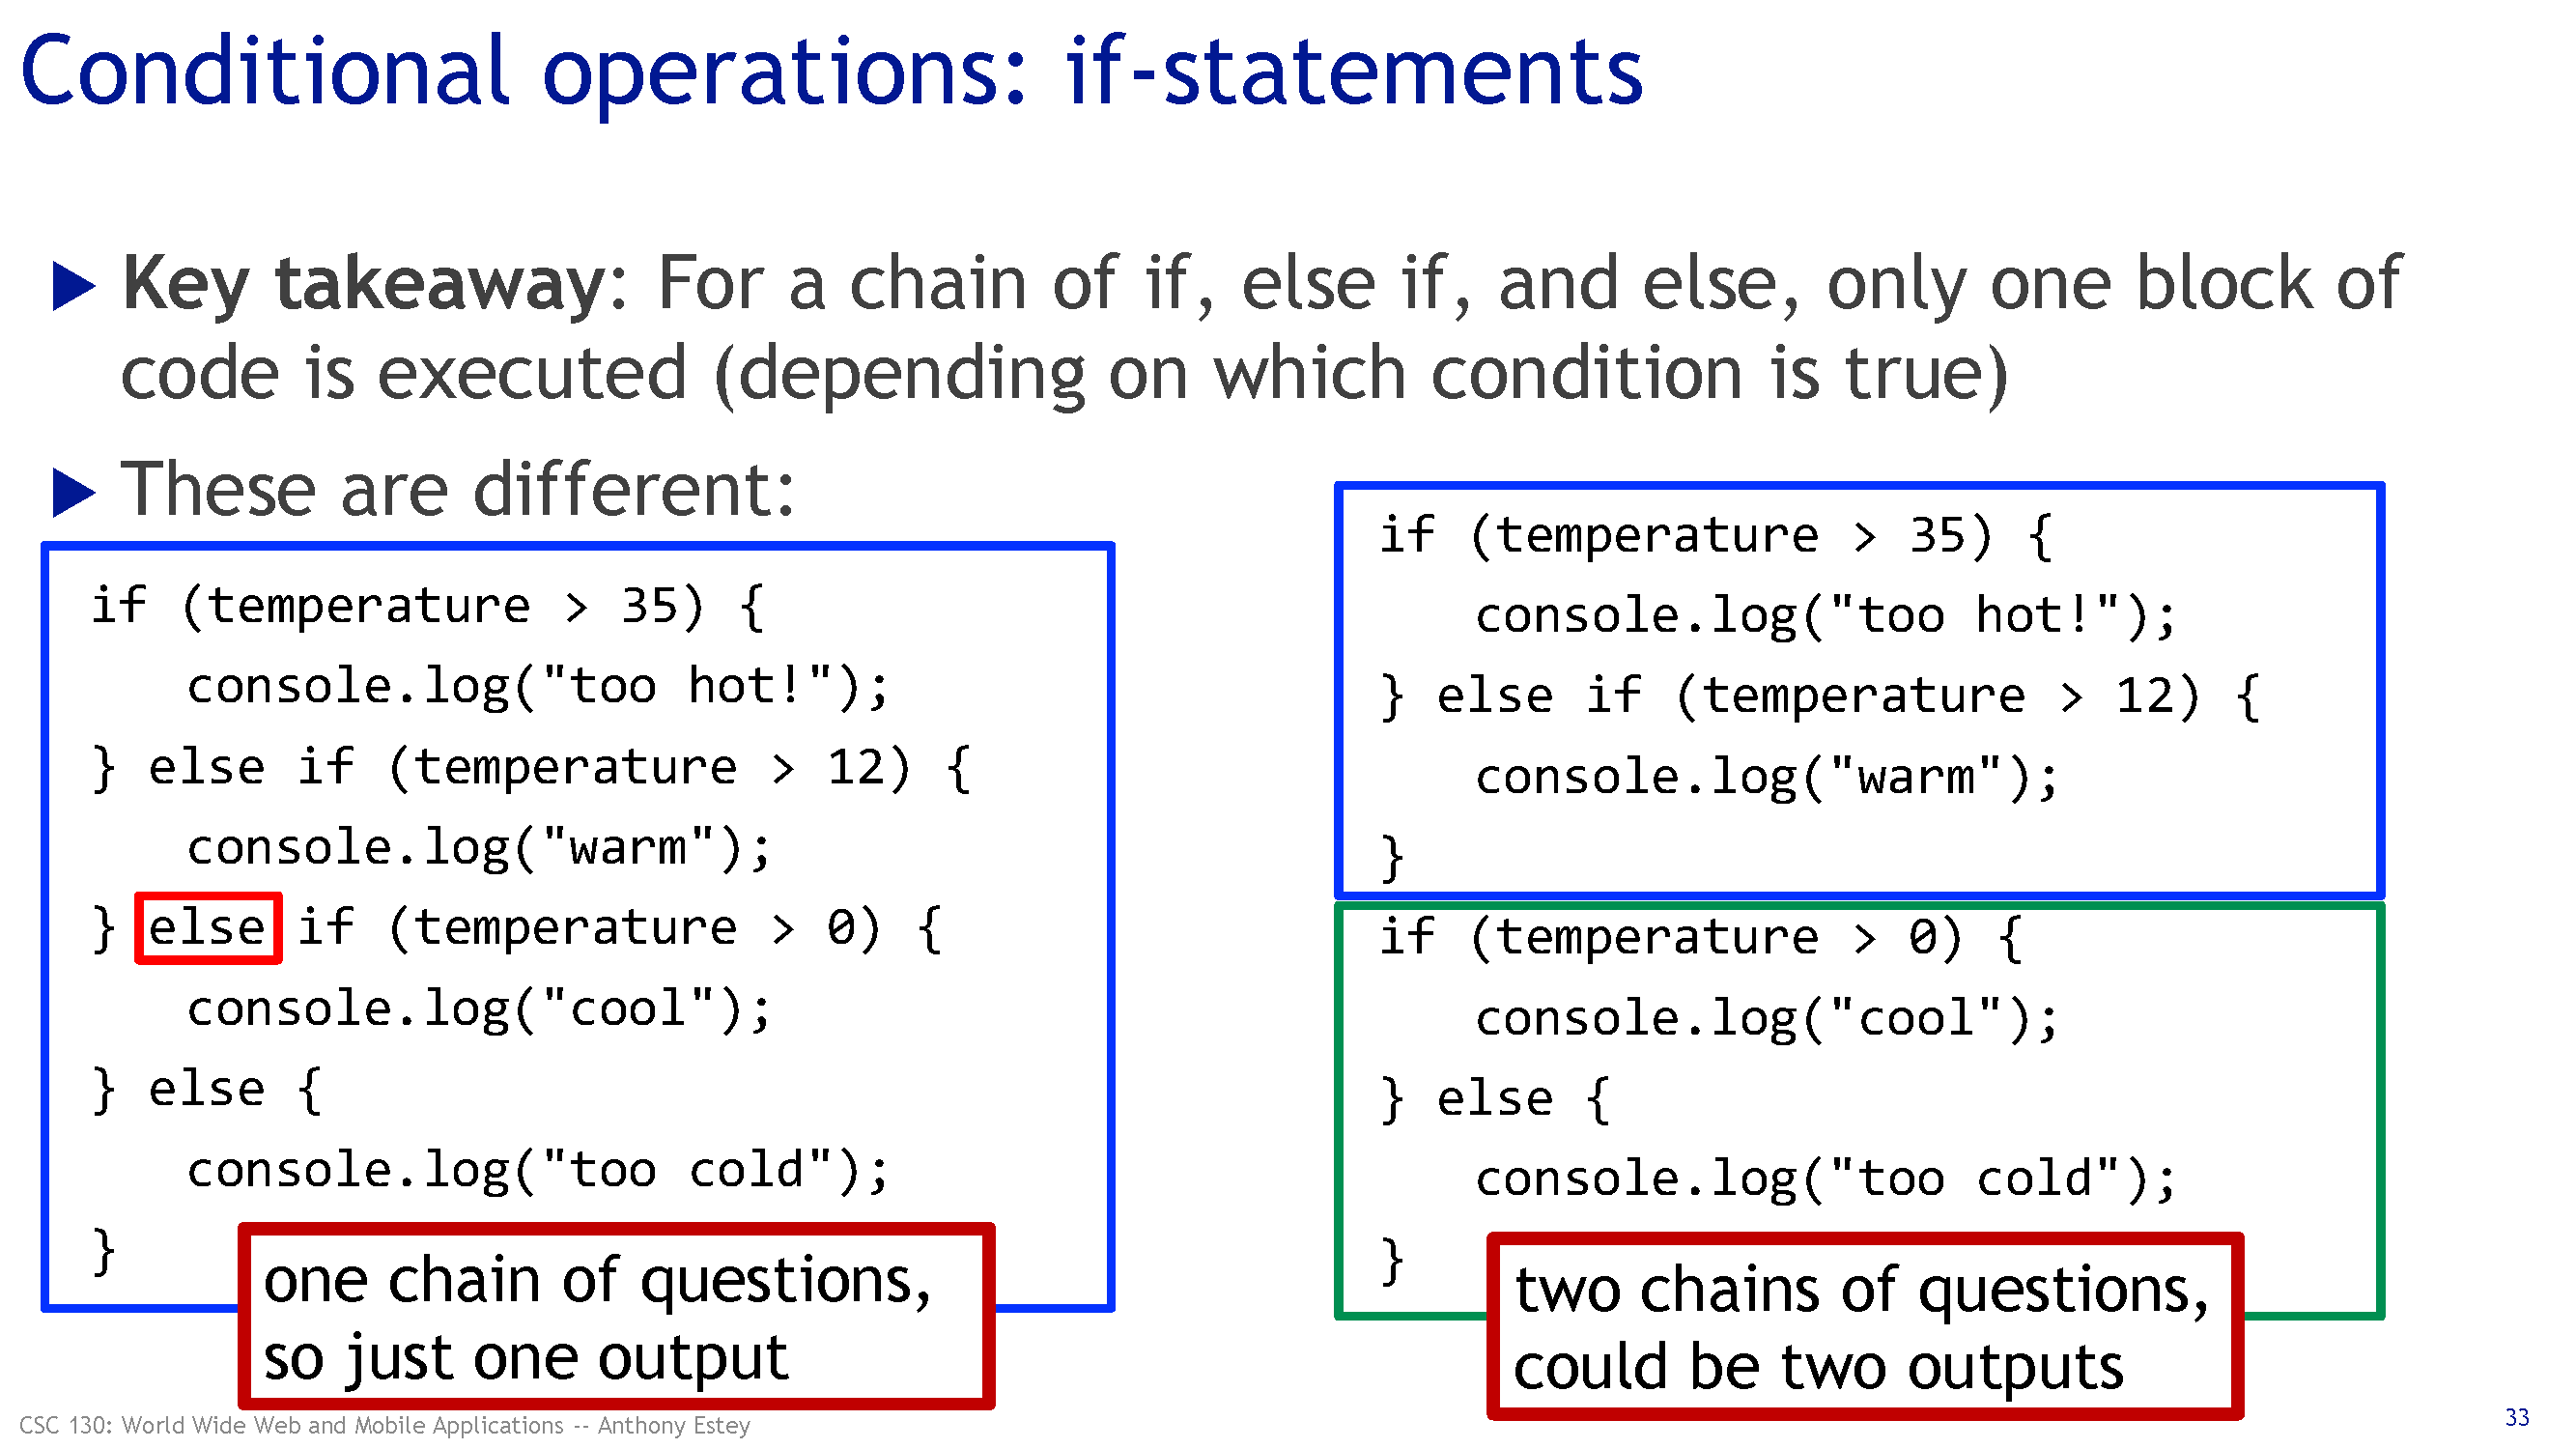 Conditional operations: if-statements
Key takeaway: For a chain of if, else if, and else, only one block of
code is executed (depending on which condition is true)
These are different:
if (temperature > 35) {
console.log("too hot!");
} else if (temperature > 12) {
console.log("warm");
} else if (temperature > 0) {
console.log("cool");
} else {
console.log("too cold");
}
one chain of questions,
so just one output
if (temperature > 35) {
console.log("too hot!");
} else if (temperature > 12) {
console.log("warm");
}
if (temperature > 0) {
console.log("cool");
} else {
console.log("too cold");
}
two chains of questions,
could be two outputs
CSC 130: World Wide Web and Mobile Applications -- Anthony Estey
33